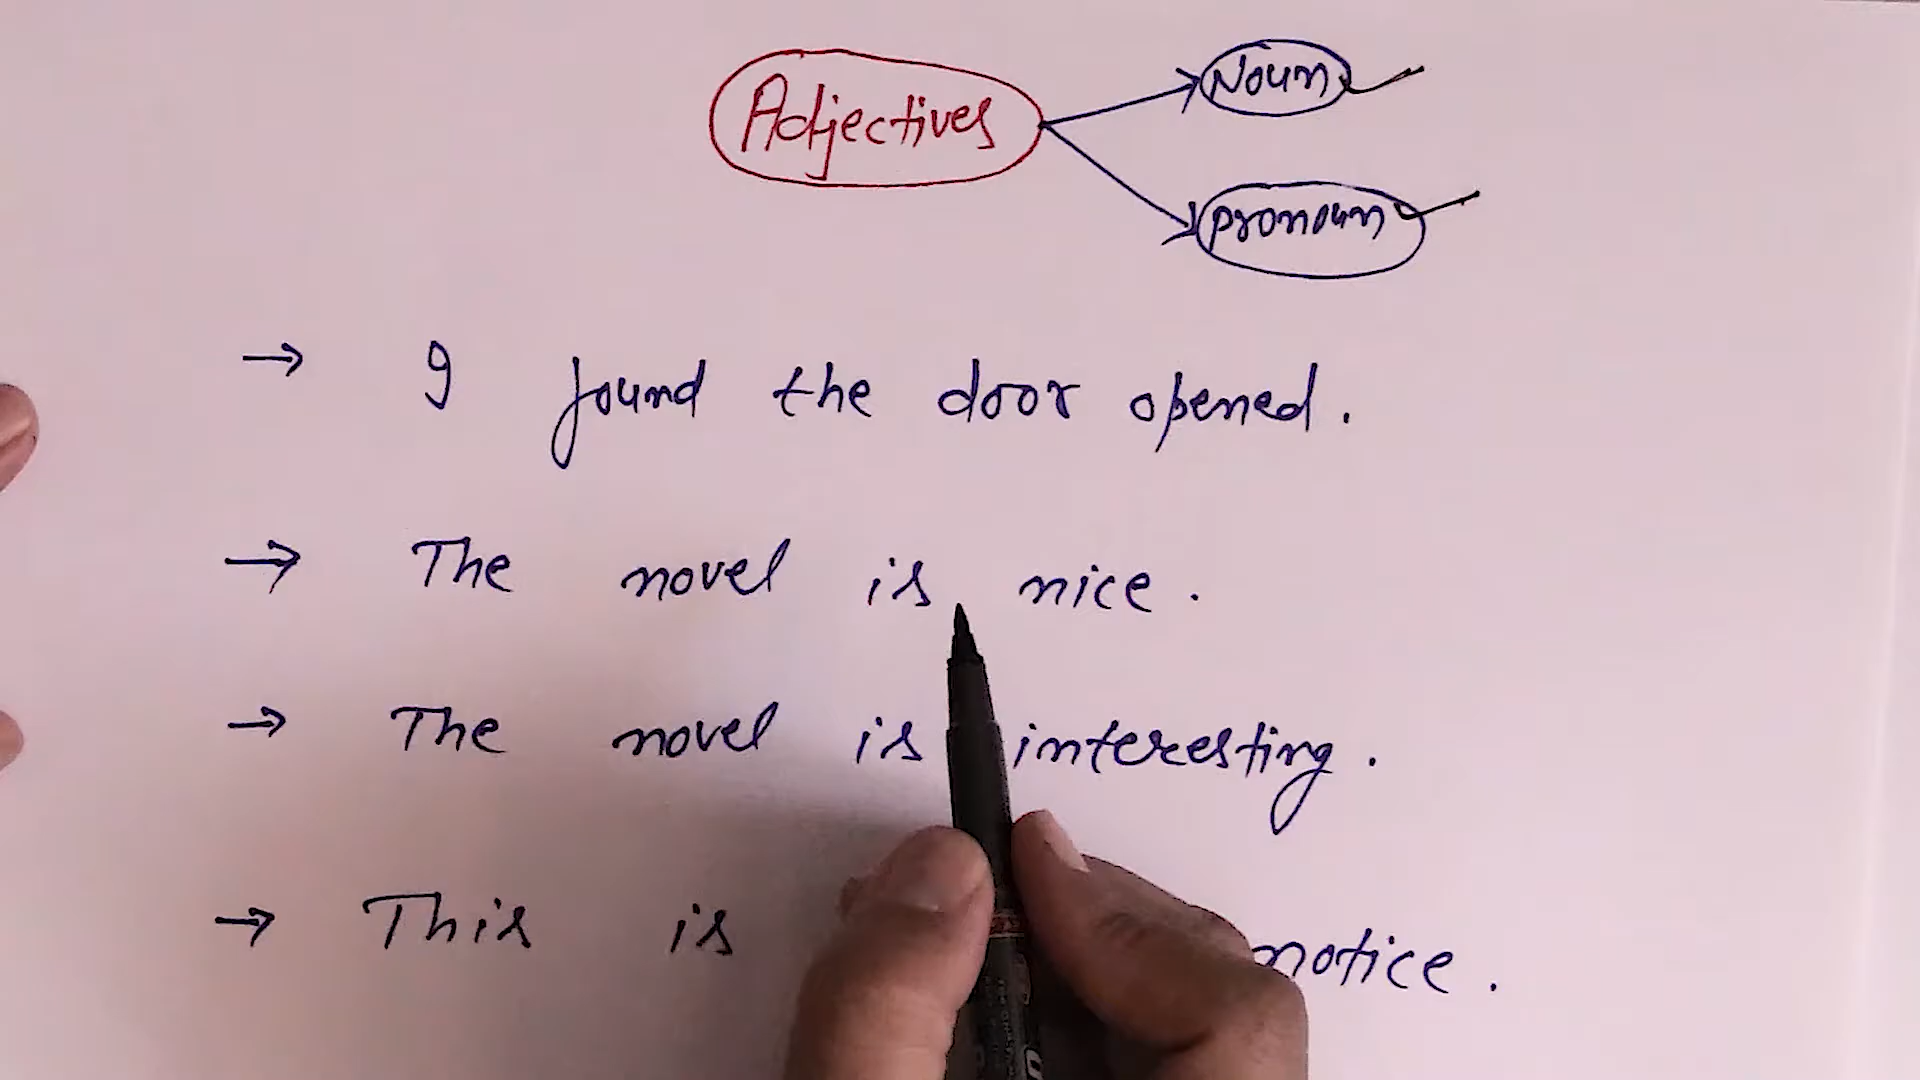 Adjectives
Noun
pronoun
→ I found the door opened.
→ The novel is nice.
→ The novel is interesting.
→ This is notice.